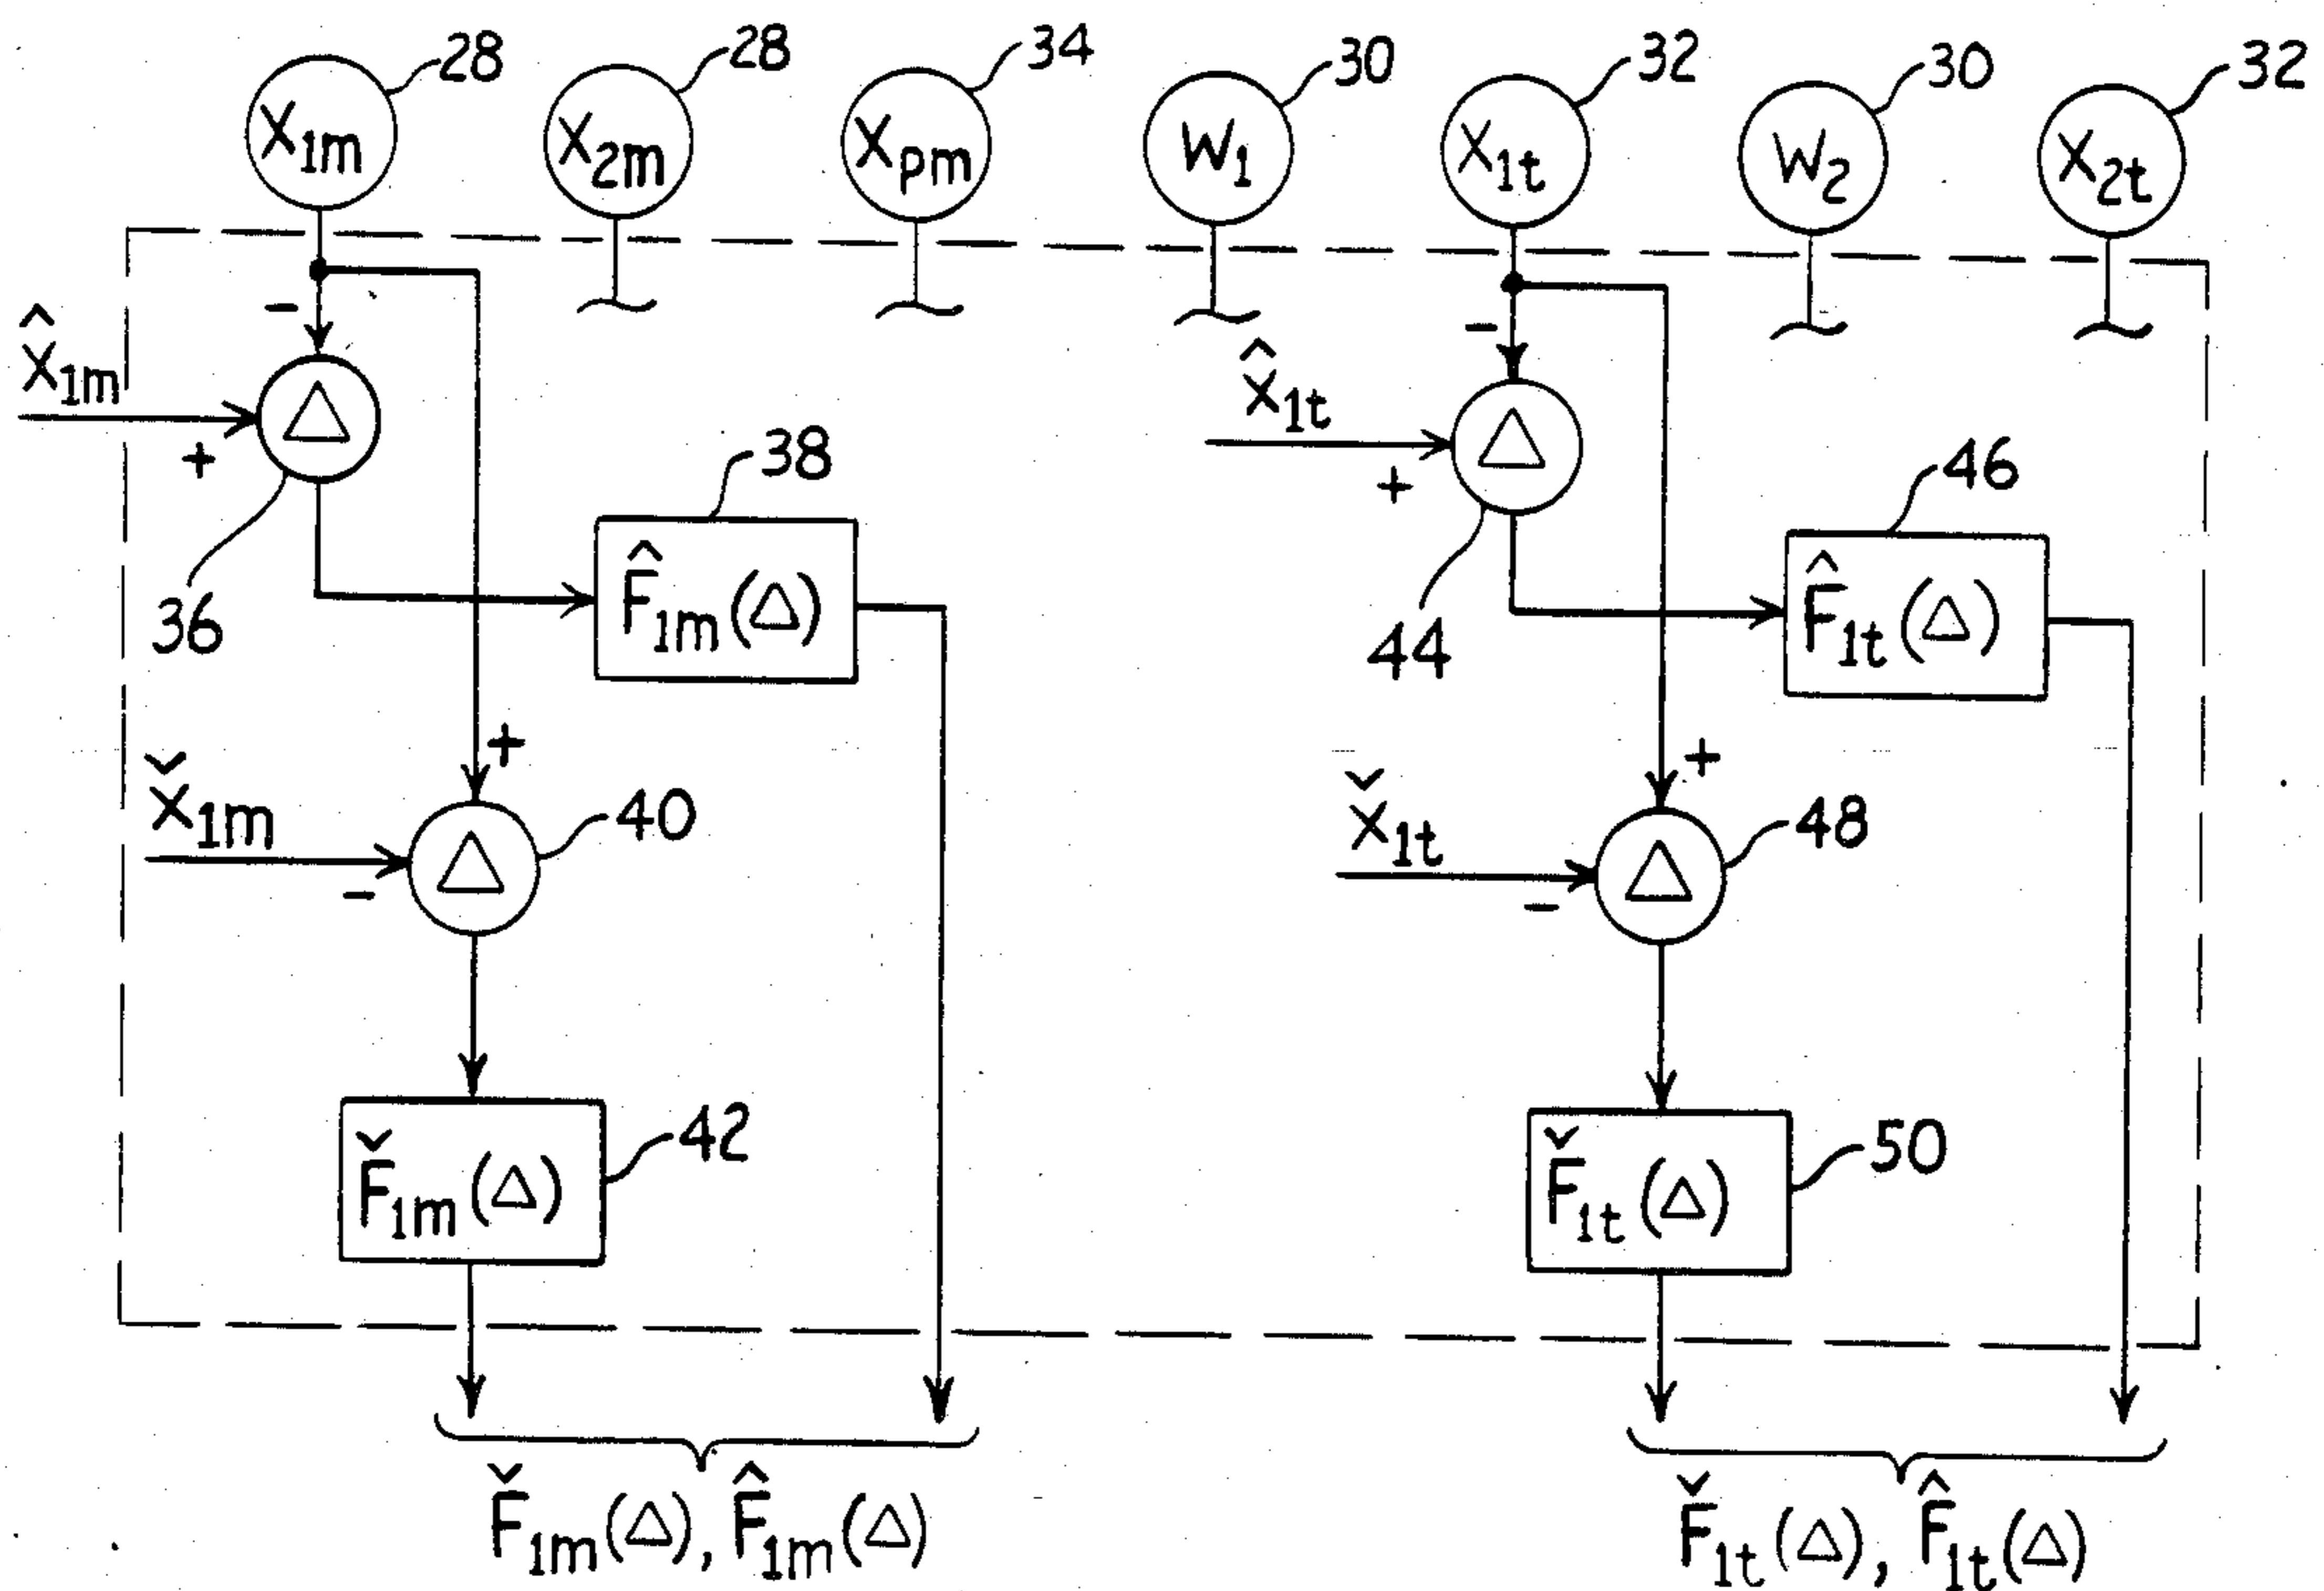 28 28 34 30 32 30 32
X1m X2m Xpm W1 X1t W2 X2t
- -
X̂1m X̂1t
+ Δ + Δ
38 46
36 F̂1m(Δ) 44 F̂1t(Δ)
+ +
X̌1m 40 X̌1t 48
- Δ - Δ
42 50
F̌1m(Δ) F̌1t(Δ)
F̌1m(Δ), F̂1m(Δ) F̌1t(Δ), F̂1t(Δ)